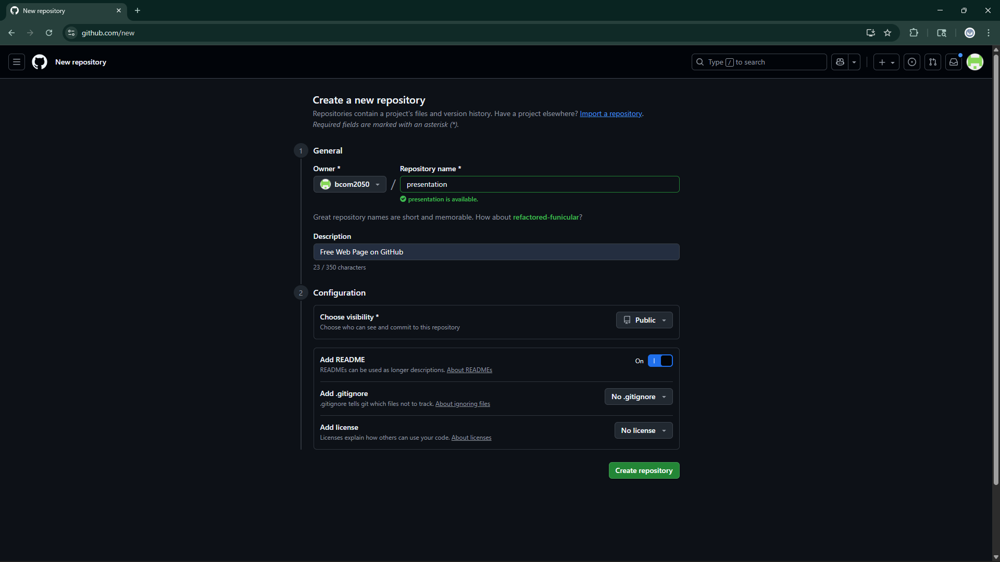 New repository
github.com/new
New repository
Type / to search
Create a new repository
Repositories contain a project's files and version history. Have a project elsewhere? Import a repository.
Required fields are marked with an asterisk (*).
1 General
Owner * Repository name *
bcom2050 / presentation
presentation is available.
Great repository names are short and memorable. How about refactored-funicular?
Description
Free Web Page on GitHub
23 / 350 characters
2 Configuration
Choose visibility *
Choose who can see and commit to this repository
Public
Add README
READMEs can be used as longer descriptions. About READMEs
On
Add .gitignore
.gitignore tells git which files not to track. About ignoring files
No .gitignore
Add license
Licenses explain how others can use your code. About licenses
No license
Create repository